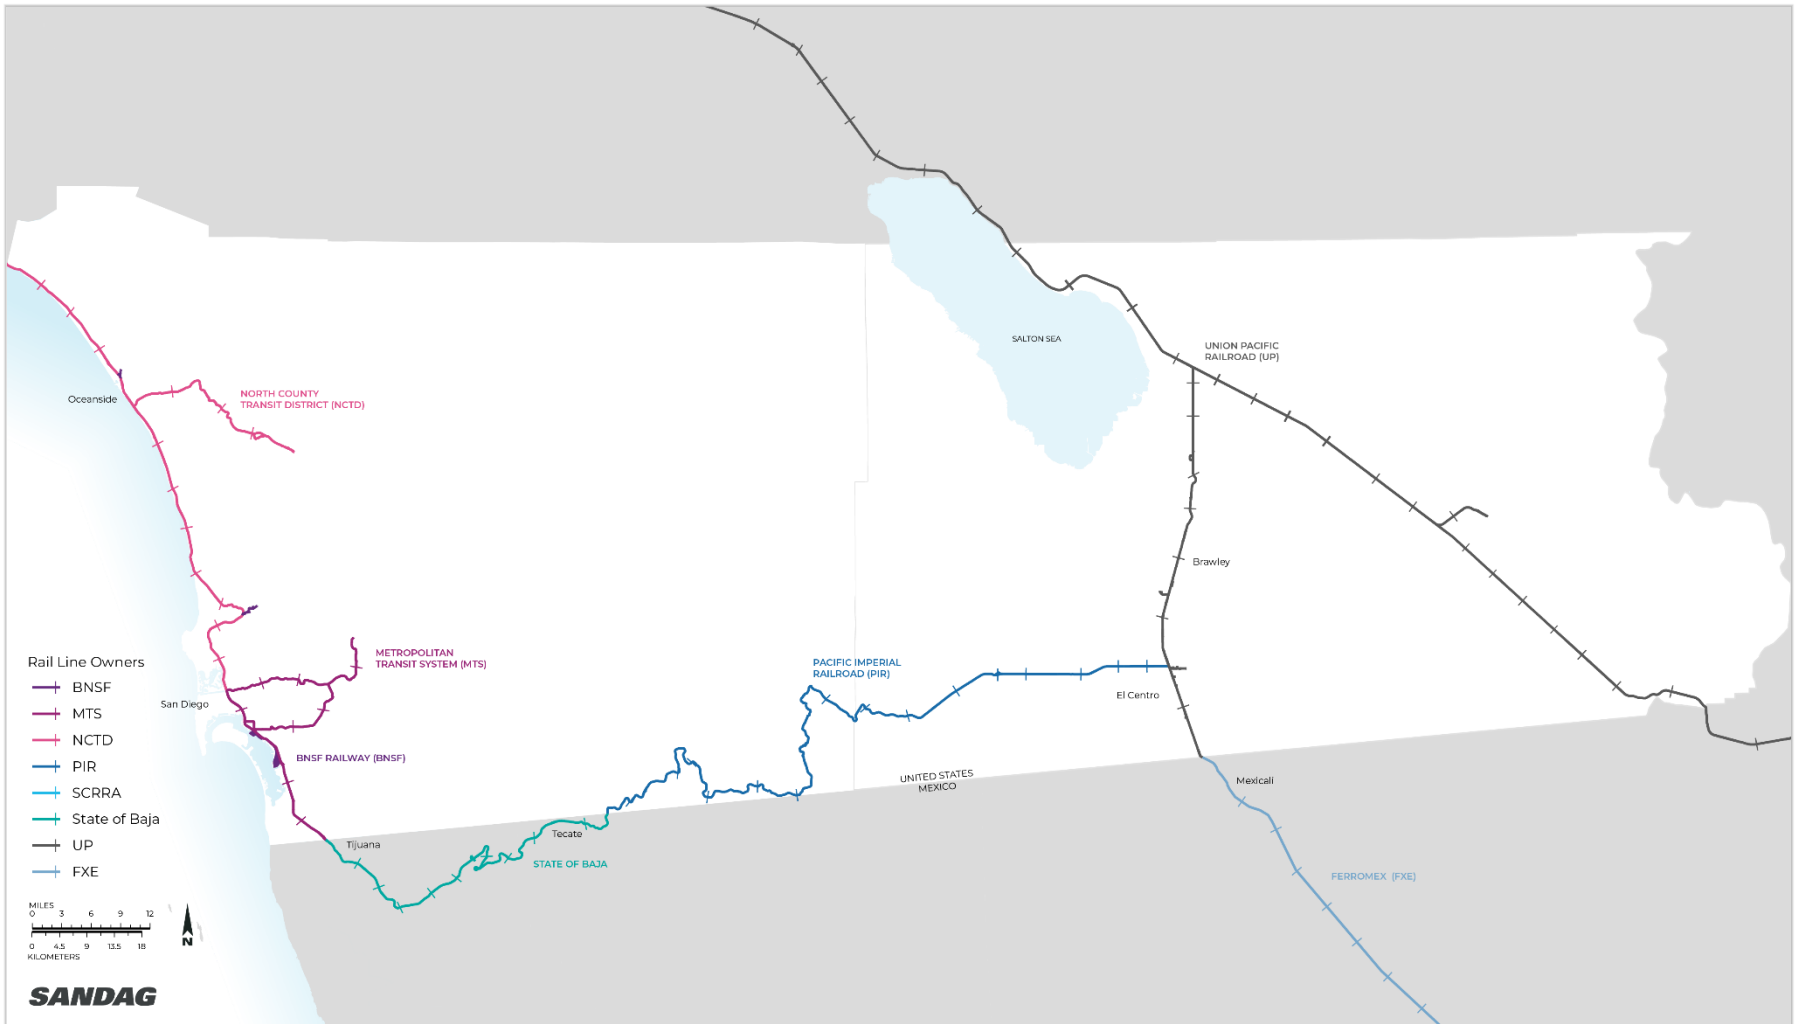 SALTON SEA
UNION PACIFIC
RAILROAD (UP)
Oceanside
NORTH COUNTY
TRANSIT DISTRICT (NCTD)
Brawley
METROPOLITAN
TRANSIT SYSTEM (MTS)
PACIFIC IMPERIAL
RAILROAD (PIR)
El Centro
San Diego
BNSF RAILWAY (BNSF)
UNITED STATES
MEXICO
Mexicali
Tijuana
Tecate
STATE OF BAJA
FERROMEX (FXE)
Rail Line Owners
BNSF
MTS
NCTD
PIR
SCRRA
State of Baja
UP
FXE
MILES
0 3 6 9 12
0 4.5 9 13.5 18
KILOMETERS
N
SANDAG